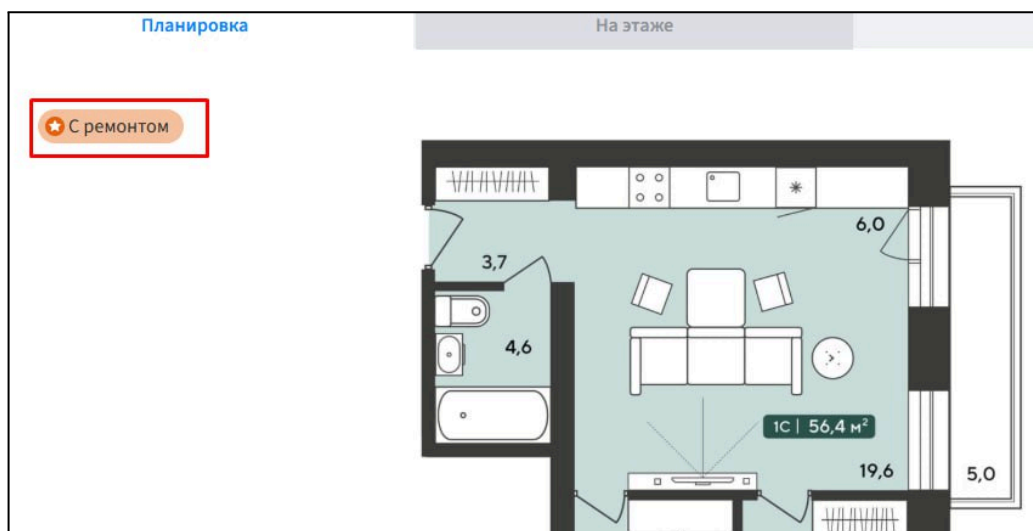 Планировка
На этаже
С ремонтом
6,0
3,7
4,6
1С | 56,4 м²
19,6
5,0